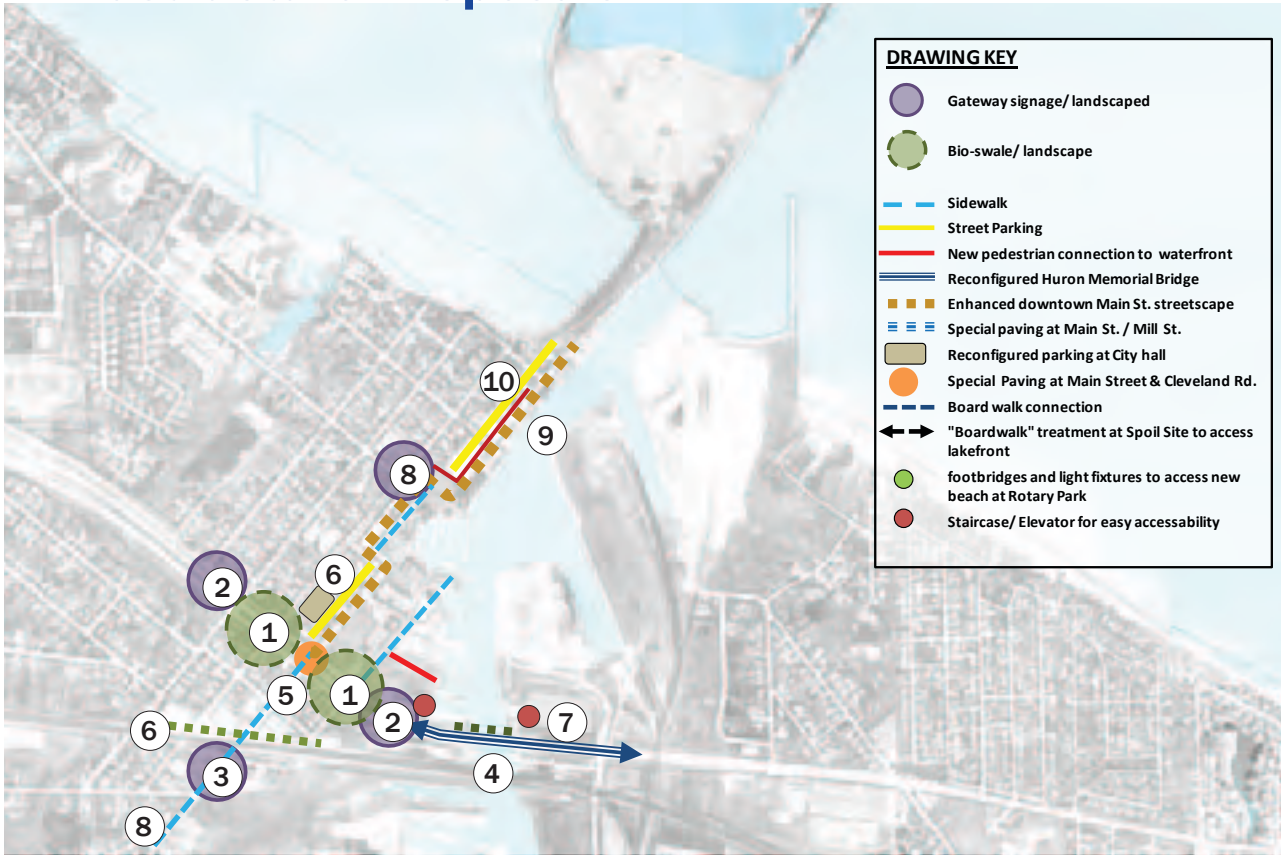 DRAWING KEY
Gateway signage/ landscaped
Bio-swale/ landscape
Sidewalk
Street Parking
New pedestrian connection to waterfront
Reconfigured Huron Memorial Bridge
Enhanced downtown Main St. streetscape
Special paving at Main St. / Mill St.
Reconfigured parking at City hall
Special Paving at Main Street & Cleveland Rd.
Board walk connection
"Boardwalk" treatment at Spoil Site to access
lakefront
footbridges and light fixtures to access new
beach at Rotary Park
Staircase/ Elevator for easy accessability
10
9
8
6
2
1
5
1
2
7
6
3
4
8